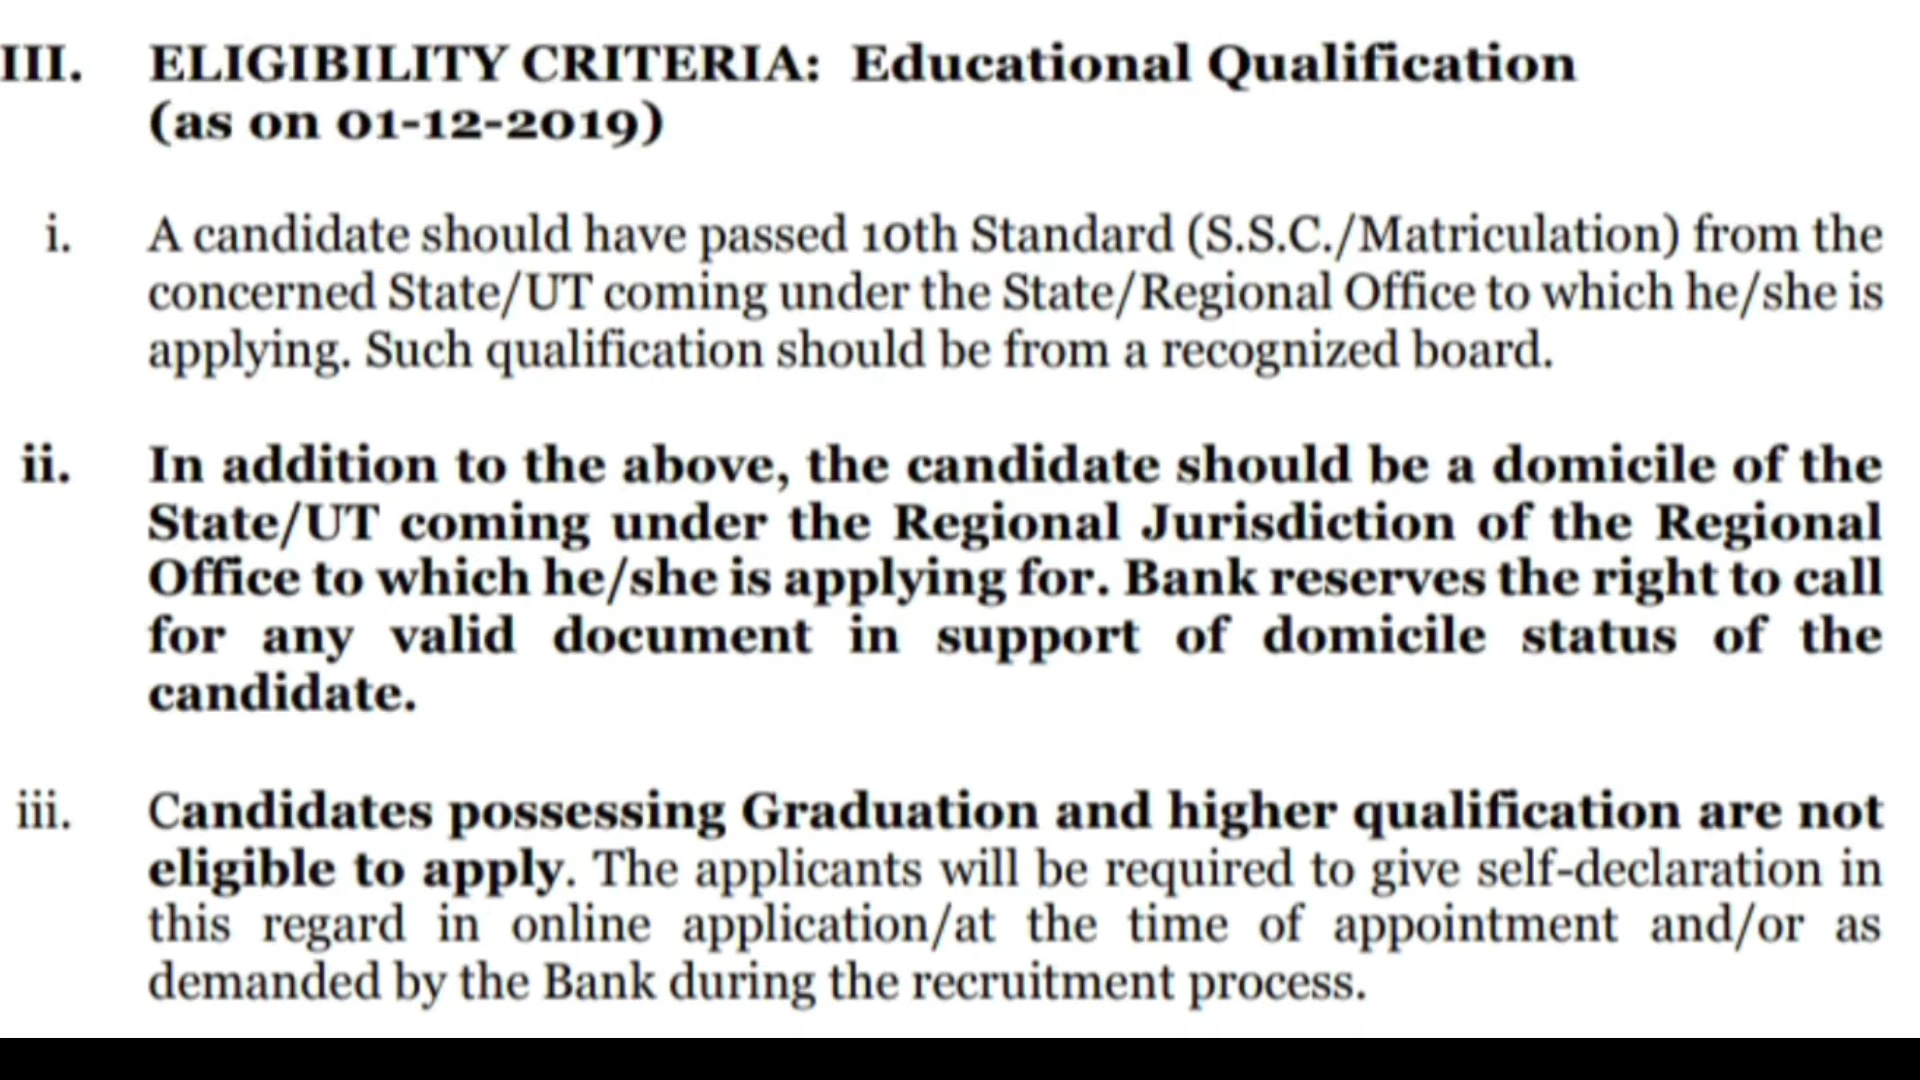 III. ELIGIBILITY CRITERIA: Educational Qualification
(as on 01-12-2019)
i. A candidate should have passed 10th Standard (S.S.C./Matriculation) from the
concerned State/UT coming under the State/Regional Office to which he/she is
applying. Such qualification should be from a recognized board.
ii. In addition to the above, the candidate should be a domicile of the
State/UT coming under the Regional Jurisdiction of the Regional
Office to which he/she is applying for. Bank reserves the right to call
for any valid document in support of domicile status of the
candidate.
iii. Candidates possessing Graduation and higher qualification are not
eligible to apply. The applicants will be required to give self-declaration in
this regard in online application/at the time of appointment and/or as
demanded by the Bank during the recruitment process.